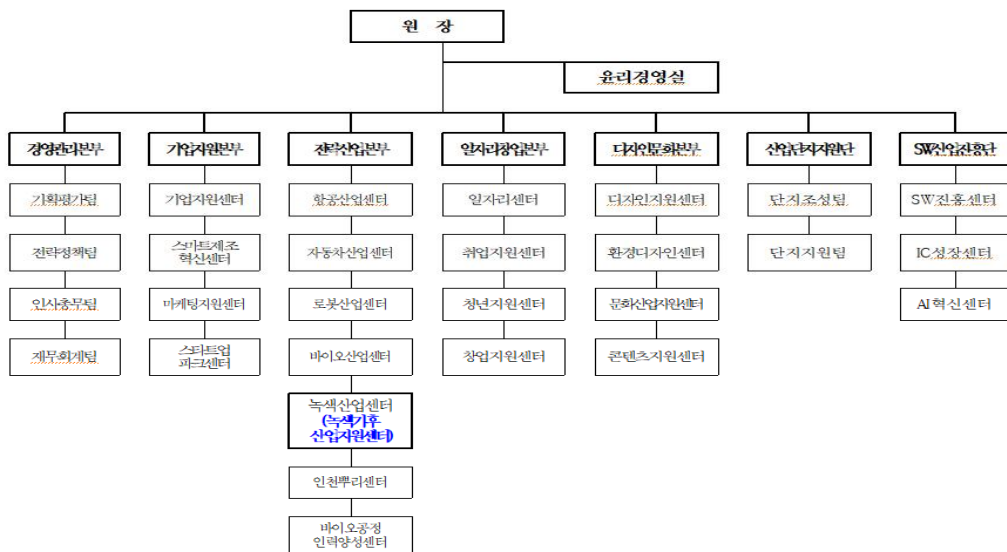 원 장
윤리경영실
경영관리본부 기업지원본부 전략산업본부 일자리창업본부 디자인문화본부 산업단지지원단 SW산업진흥단
기획평가팀 기업지원센터 항공산업센터 일자리센터 디자인지원센터 단지조성팀 SW진흥센터
전략정책팀 스마트제조 자동차산업센터 취업지원센터 환경디자인센터 단지지원팀 IC성장센터
혁신센터
인사총무팀 마케팅지원센터 로봇산업센터 청년지원센터 문화산업지원센터 AI혁신센터
재무회계팀 스타트업 바이오산업센터 창업지원센터 콘텐츠지원센터
파크센터
녹색산업센터
(녹색기후
산업지원센터)
인천뿌리센터
바이오공정
인력양성센터